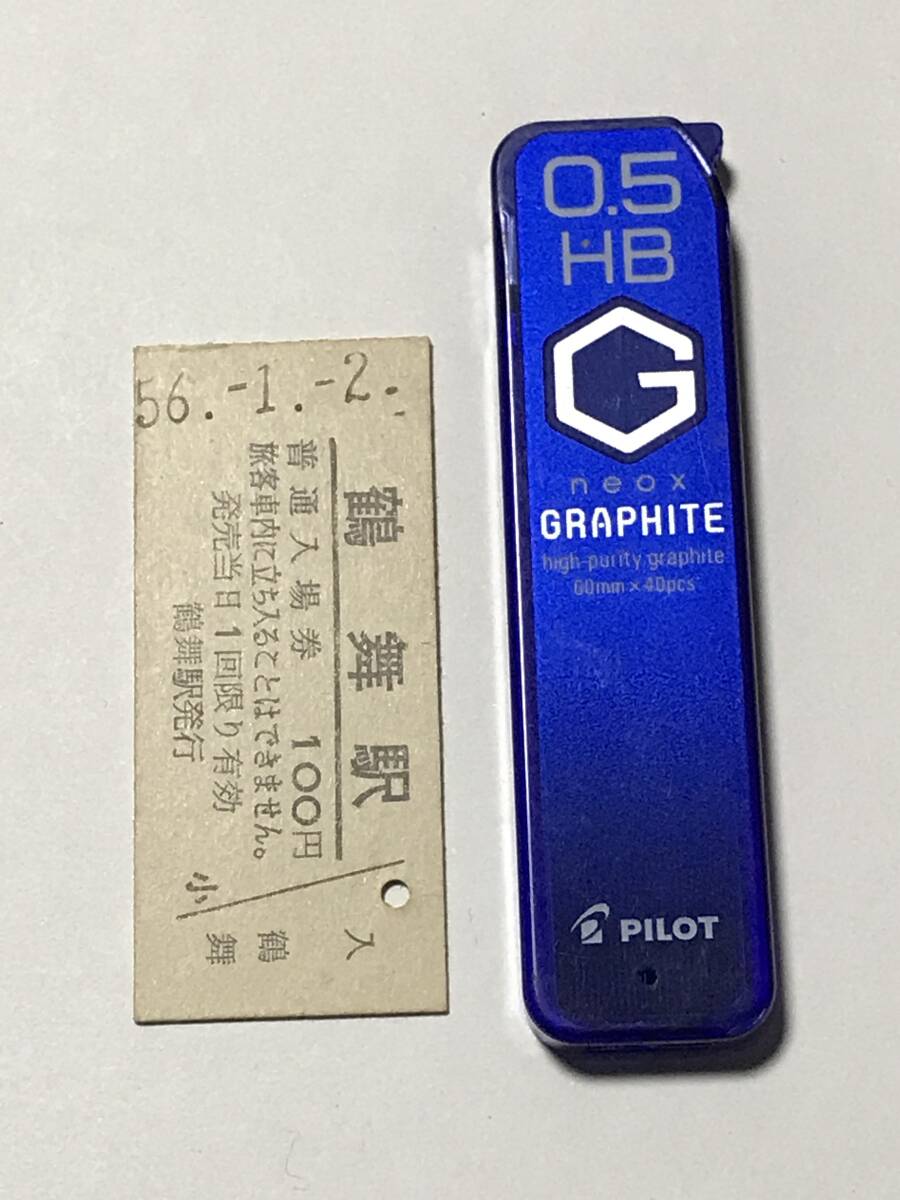 56.-1.-2.
鶴舞駅
普通入場券 100円
旅客車内に立ち入ることはできません。
発売当日1回限り有効
鶴舞駅発行
小
入
鶴
舞
0.5
HB
G
neox
GRAPHITE
high-purity graphite
60mm×40pcs
PILOT